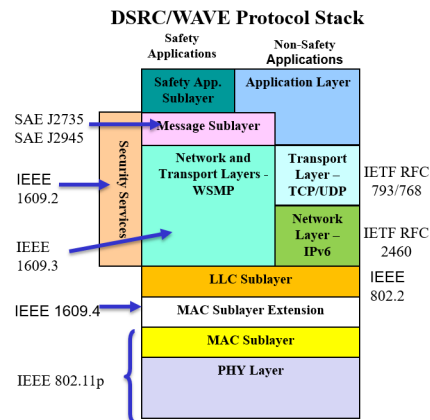 DSRC/WAVE Protocol Stack
Safety
Applications
Non-Safety
Applications
Safety App.
Sublayer
Application Layer
SAE J2735
SAE J2945
Message Sublayer
Security Services
Network and
Transport Layers -
WSMP
Transport
Layer –
TCP/UDP
IETF RFC
793/768
IEEE
1609.2
Network
Layer –
IPv6
IETF RFC
2460
IEEE
1609.3
LLC Sublayer
IEEE
802.2
IEEE 1609.4
MAC Sublayer Extension
MAC Sublayer
IEEE 802.11p
PHY Layer